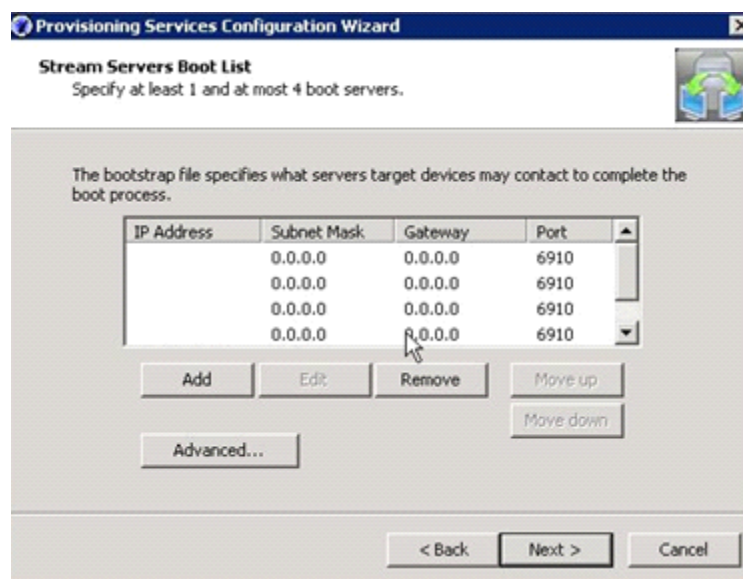 Provisioning Services Configuration Wizard
Stream Servers Boot List
Specify at least 1 and at most 4 boot servers.
The bootstrap file specifies what servers target devices may contact to complete the
boot process.
IP Address Subnet Mask Gateway Port
0.0.0.0 0.0.0.0 6910
0.0.0.0 0.0.0.0 6910
0.0.0.0 0.0.0.0 6910
0.0.0.0 0.0.0.0 6910
Add Edit Remove Move up
Move down
Advanced...
< Back Next > Cancel